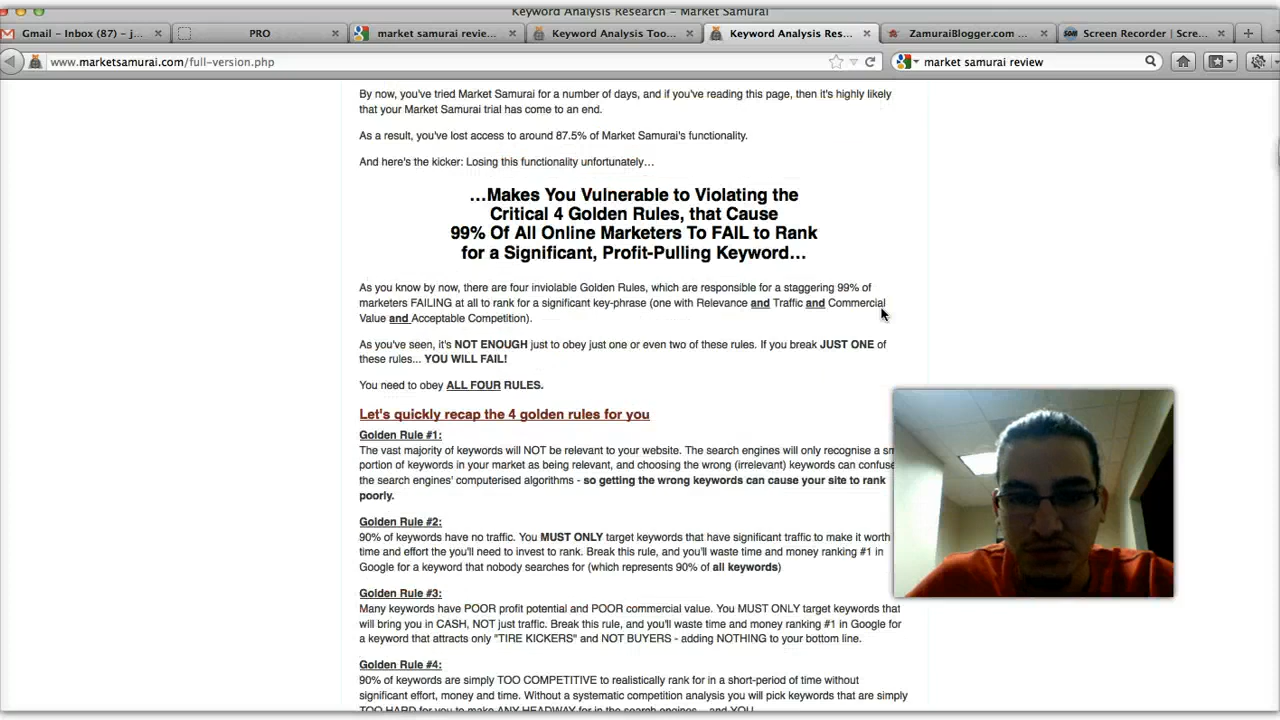 Keyword Analysis Research – Market Samurai
Gmail – Inbox (87) – j... × PRO × market samurai revie... × Keyword Analysis Too... × Keyword Analysis Res... × ZamuraiBlogger.com ... × Screen Recorder | Scre... × +
www.marketsamurai.com/full-version.php market samurai review
By now, you've tried Market Samurai for a number of days, and if you've reading this page, then it's highly likely
that your Market Samurai trial has come to an end.
As a result, you've lost access to around 87.5% of Market Samurai's functionality.
And here's the kicker: Losing this functionality unfortunately…
…Makes You Vulnerable to Violating the
Critical 4 Golden Rules, that Cause
99% Of All Online Marketers To FAIL to Rank
for a Significant, Profit-Pulling Keyword…
As you know by now, there are four inviolable Golden Rules, which are responsible for a staggering 99% of
marketers FAILING at all to rank for a significant key-phrase (one with Relevance and Traffic and Commercial
Value and Acceptable Competition).
As you've seen, it's NOT ENOUGH just to obey just one or even two of these rules. If you break JUST ONE of
these rules... YOU WILL FAIL!
You need to obey ALL FOUR RULES.
Let's quickly recap the 4 golden rules for you
Golden Rule #1:
The vast majority of keywords will NOT be relevant to your website. The search engines will only recognise a
portion of keywords in your market as being relevant, and choosing the wrong (irrelevant) keywords can confuse
the search engines' computerised algorithms - so getting the wrong keywords can cause your site to rank
poorly.
Golden Rule #2:
90% of keywords have no traffic. You MUST ONLY target keywords that have significant traffic to make it worth
time and effort the you'll need to invest to rank. Break this rule, and you'll waste time and money ranking #1 in
Google for a keyword that nobody searches for (which represents 90% of all keywords)
Golden Rule #3:
Many keywords have POOR profit potential and POOR commercial value. You MUST ONLY target keywords that
will bring you in CASH, NOT just traffic. Break this rule, and you'll waste time and money ranking #1 in Google for
a keyword that attracts only "TIRE KICKERS" and NOT BUYERS - adding NOTHING to your bottom line.
Golden Rule #4:
90% of keywords are simply TOO COMPETITIVE to realistically rank for in a short-period of time without
significant effort, money and time. Without a systematic competition analysis you will pick keywords that are simply
TOO HARD for you to make ANY HEADWAY for in the search engines... and YOU